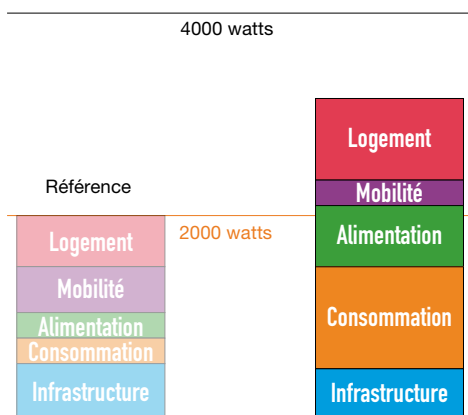 4000 watts
Référence
2000 watts
Logement
Mobilité
Alimentation
Consommation
Infrastructure
Logement
Mobilité
Alimentation
Consommation
Infrastructure